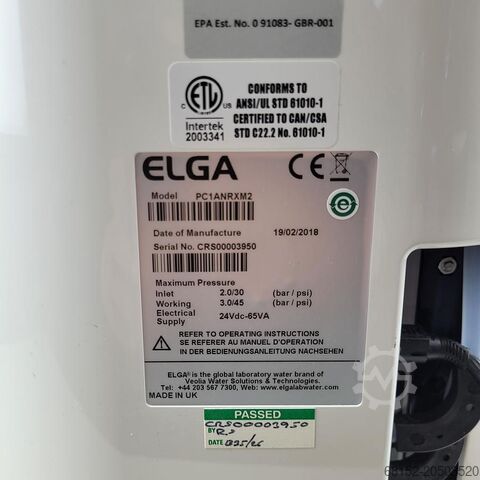 EPA Est. No. 0 91083- GBR-001
ETL
C US
Intertek
2003341
CONFORMS TO
ANSI/UL STD 61010-1
CERTIFIED TO CAN/CSA
STD C22.2 No. 61010-1
ELGA CE
Model PC1ANRXM2
Date of Manufacture 19/02/2018
Serial No. CRS00003950
Maximum Pressure
Inlet 2.0/30 (bar / psi)
Working 3.0/45 (bar / psi)
Electrical 24Vdc-65VA
Supply
REFER TO OPERATING INSTRUCTIONS
SE REFERER AU MANUEL D'OPERATION
IN DER BEDIENUNGSANLEITUNG NACHSEHEN
ELGA® is the global laboratory water brand of
Veolia Water Solutions & Technologies.
Tel: +44 203 567 7300, Web: www.elgalabwater.com
MADE IN UK
PASSED
CRS00003950
BY R.S
DATE
68152-20503520